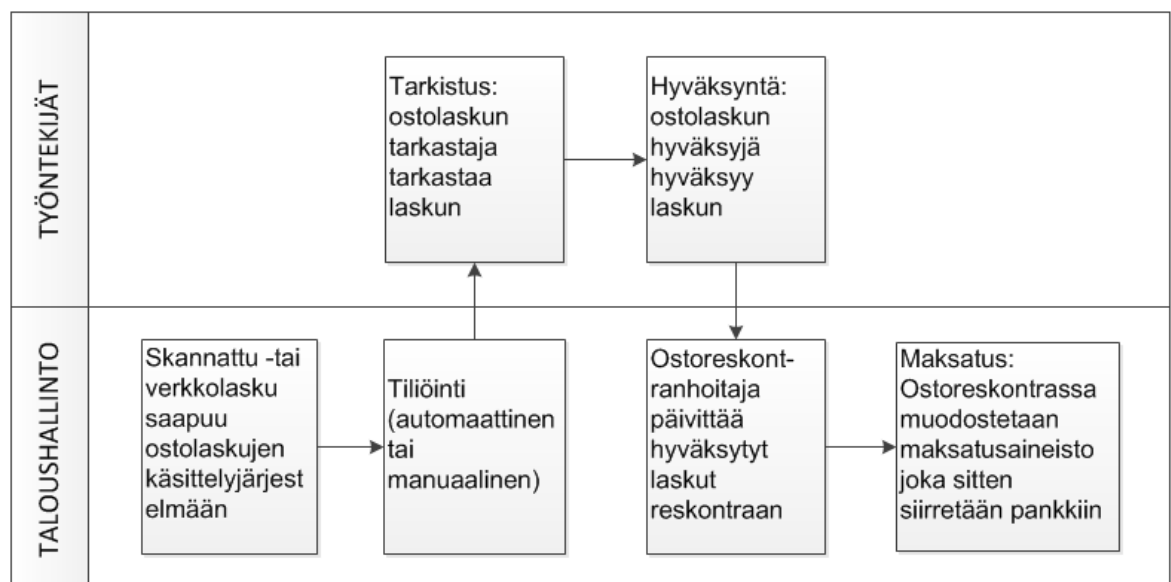 TYÖNTEKIJÄT
Tarkistus:
ostolaskun
tarkastaja
tarkastaa
laskun
Hyväksyntä:
ostolaskun
hyväksyjä
hyväksyy
laskun
TALOUSHALLINTO
Skannattu -tai
verkkolasku
saapuu
ostolaskujen
käsittelyjärjest
elmään
Tiliöinti
(automaattinen
tai
manuaalinen)
Ostoreskont-
ranhoitaja
päivittää
hyväksytyt
laskut
reskontraan
Maksatus:
Ostoreskontrassa
muodostetaan
maksatusaineisto
joka sitten
siirretään pankkiin